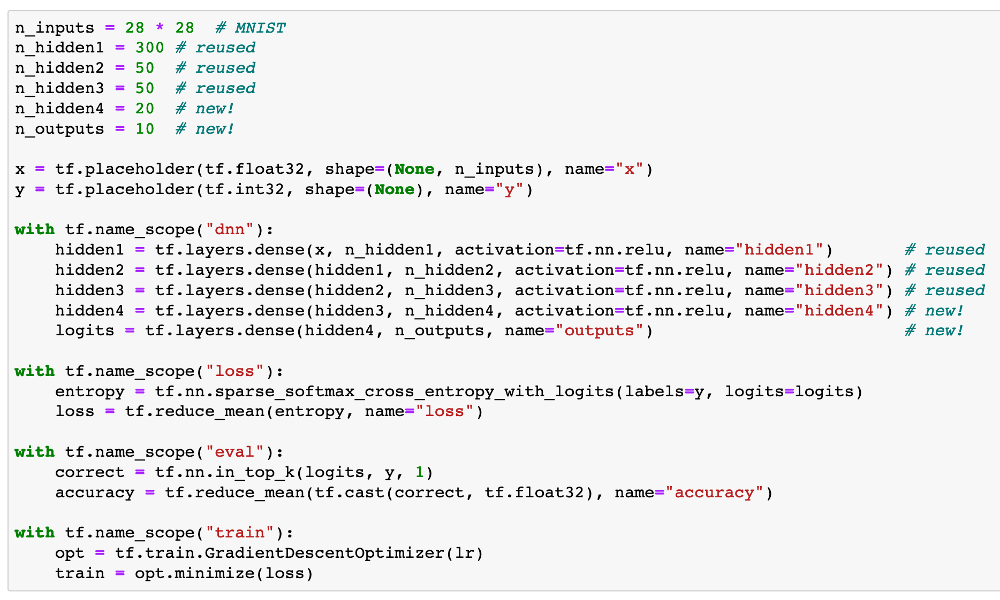 n_inputs = 28 * 28  # MNIST
n_hidden1 = 300 # reused
n_hidden2 = 50  # reused
n_hidden3 = 50  # reused
n_hidden4 = 20  # new!
n_outputs = 10  # new!

x = tf.placeholder(tf.float32, shape=(None, n_inputs), name="x")
y = tf.placeholder(tf.int32, shape=(None), name="y")

with tf.name_scope("dnn"):
    hidden1 = tf.layers.dense(x, n_hidden1, activation=tf.nn.relu, name="hidden1")       # reused
    hidden2 = tf.layers.dense(hidden1, n_hidden2, activation=tf.nn.relu, name="hidden2") # reused
    hidden3 = tf.layers.dense(hidden2, n_hidden3, activation=tf.nn.relu, name="hidden3") # reused
    hidden4 = tf.layers.dense(hidden3, n_hidden4, activation=tf.nn.relu, name="hidden4") # new!
    logits = tf.layers.dense(hidden4, n_outputs, name="outputs")                         # new!

with tf.name_scope("loss"):
    entropy = tf.nn.sparse_softmax_cross_entropy_with_logits(labels=y, logits=logits)
    loss = tf.reduce_mean(entropy, name="loss")

with tf.name_scope("eval"):
    correct = tf.nn.in_top_k(logits, y, 1)
    accuracy = tf.reduce_mean(tf.cast(correct, tf.float32), name="accuracy")

with tf.name_scope("train"):
    opt = tf.train.GradientDescentOptimizer(lr)
    train = opt.minimize(loss)